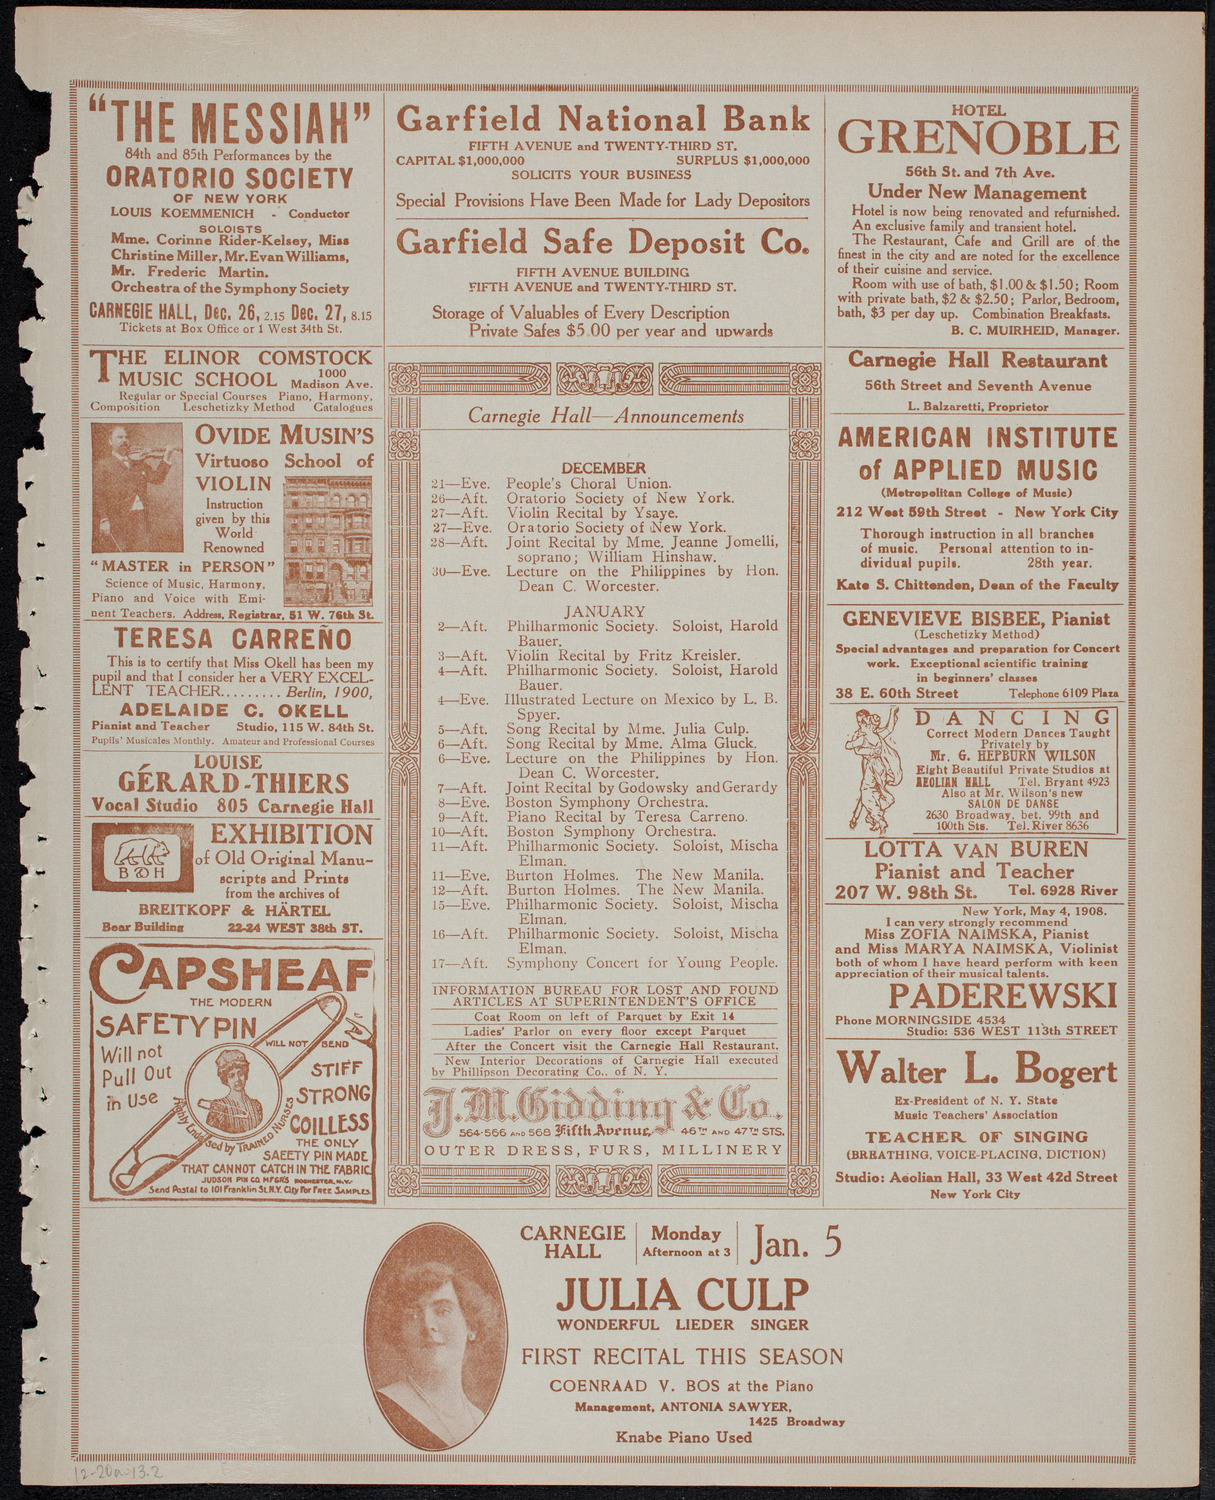 "THE MESSIAH"
84th and 85th Performances by the
ORATORIO SOCIETY
OF NEW YORK
LOUIS KOEMMENICH - Conductor
SOLOISTS
Mme. Corinne Rider-Kelsey, Miss
Christine Miller, Mr. Evan Williams,
Mr. Frederic Martin.
Orchestra of the Symphony Society
CARNEGIE HALL, Dec. 26, 2.15 Dec. 27, 8.15
Tickets at Box Office or 1 West 34th St.
THE ELINOR COMSTOCK
MUSIC SCHOOL 1000 Madison Ave.
Regular or Special Courses Piano, Harmony,
Composition Leschetizky Method Catalogues
OVIDE MUSIN'S
Virtuoso School of
VIOLIN
Instruction
given by this
World
Renowned
"MASTER in PERSON"
Science of Music, Harmony,
Piano and Voice with Emi-
nent Teachers. Address, Registrar, 51 W. 76th St.
TERESA CARREÑO
This is to certify that Miss Okell has been my
pupil and that I consider her a VERY EXCEL-
LENT TEACHER......... Berlin, 1900,
ADELAIDE C. OKELL
Pianist and Teacher Studio, 115 W. 84th St.
Pupils' Musicales Monthly. Amateur and Professional Courses
LOUISE
GÉRARD-THIERS
Vocal Studio 805 Carnegie Hall
B H
EXHIBITION
of Old Original Manu-
scripts and Prints
from the archives of
BREITKOPF & HÄRTEL
Bear Building 22-24 WEST 38th ST.
CAPSHEAF
THE MODERN
SAFETY PIN
WILL NOT BEND
Will not
Pull Out
in Use
STIFF
STRONG
COILLESS
Highly Endorsed by TRAINED NURSES
THE ONLY
SAFETY PIN MADE
THAT CANNOT CATCH IN THE FABRIC.
JUDSON PIN CO. MFGRS ROCHESTER, N.Y.
Send Postal to 101 Franklin St. N.Y. City for FREE SAMPLES
Garfield National Bank
FIFTH AVENUE and TWENTY-THIRD ST.
CAPITAL $1,000,000 SURPLUS $1,000,000
SOLICITS YOUR BUSINESS
Special Provisions Have Been Made for Lady Depositors
Garfield Safe Deposit Co.
FIFTH AVENUE BUILDING
FIFTH AVENUE and TWENTY-THIRD ST.
Storage of Valuables of Every Description
Private Safes $5.00 per year and upwards
Carnegie Hall—Announcements
DECEMBER
21—Eve. People's Choral Union.
26—Aft. Oratorio Society of New York.
27—Aft. Violin Recital by Ysaye.
27—Eve. Oratorio Society of New York.
28—Aft. Joint Recital by Mme. Jeanne Jomelli,
soprano; William Hinshaw.
30—Eve. Lecture on the Philippines by Hon.
Dean C. Worcester.
JANUARY
2—Aft. Philharmonic Society. Soloist, Harold
Bauer.
3—Aft. Violin Recital by Fritz Kreisler.
4—Aft. Philharmonic Society. Soloist, Harold
Bauer.
4—Eve. Illustrated Lecture on Mexico by L. B.
Spyer.
5—Aft. Song Recital by Mme. Julia Culp.
6—Aft. Song Recital by Mme. Alma Gluck.
6—Eve. Lecture on the Philippines by Hon.
Dean C. Worcester.
7—Aft. Joint Recital by Godowsky and Gerardy
8—Eve. Boston Symphony Orchestra.
9—Aft. Piano Recital by Teresa Carreno.
10—Aft. Boston Symphony Orchestra.
11—Aft. Philharmonic Society. Soloist, Mischa
Elman.
11—Eve. Burton Holmes. The New Manila.
12—Aft. Burton Holmes. The New Manila.
15—Eve. Philharmonic Society. Soloist, Mischa
Elman.
16—Aft. Philharmonic Society. Soloist, Mischa
Elman.
17—Aft. Symphony Concert for Young People.
INFORMATION BUREAU FOR LOST AND FOUND
ARTICLES AT SUPERINTENDENT'S OFFICE
Coat Room on left of Parquet by Exit 14
Ladies' Parlor on every floor except Parquet
After the Concert visit the Carnegie Hall Restaurant.
New Interior Decorations of Carnegie Hall executed
by Phillipson Decorating Co., of N. Y.
J. M. Gidding & Co.
564-566 AND 568 Fifth Avenue, 46TH AND 47TH STS.
OUTER DRESS, FURS, MILLINERY
HOTEL
GRENOBLE
56th St. and 7th Ave.
Under New Management
Hotel is now being renovated and refurnished.
An exclusive family and transient hotel.
The Restaurant, Cafe and Grill are of the
finest in the city and are noted for the excellence
of their cuisine and service.
Room with use of bath, $1.00 & $1.50; Room
with private bath, $2 & $2.50; Parlor, Bedroom,
bath, $3 per day up. Combination Breakfasts.
B. C. MUIRHEID, Manager.
Carnegie Hall Restaurant
56th Street and Seventh Avenue
L. Balzaretti, Proprietor
AMERICAN INSTITUTE
of APPLIED MUSIC
(Metropolitan College of Music)
212 West 59th Street - New York City
Thorough instruction in all branches
of music. Personal attention to in-
dividual pupils. 28th year.
Kate S. Chittenden, Dean of the Faculty
GENEVIEVE BISBEE, Pianist
(Leschetizky Method)
Special advantages and preparation for Concert
work. Exceptional scientific training
in beginners' classes
38 E. 60th Street Telephone 6109 Plaza
DANCING
Correct Modern Dances Taught
Privately by
Mr. G. HEPBURN WILSON
Eight Beautiful Private Studios at
AEOLIAN HALL Tel. Bryant 4923
Also at Mr. Wilson's new
SALON DE DANSE
2630 Broadway, bet. 99th and
100th Sts. Tel. River 8636
LOTTA VAN BUREN
Pianist and Teacher
207 W. 98th St. Tel. 6928 River
New York, May 4, 1908.
I can very strongly recommend
Miss ZOFIA NAIMSKA, Pianist
and Miss MARYA NAIMSKA, Violinist
both of whom I have heard perform with keen
appreciation of their musical talents.
PADEREWSKI
Phone MORNINGSIDE 4534
Studio: 536 WEST 113th STREET
Walter L. Bogert
Ex-President of N. Y. State
Music Teachers' Association
TEACHER OF SINGING
(BREATHING, VOICE-PLACING, DICTION)
Studio: Aeolian Hall, 33 West 42d Street
New York City
CARNEGIE HALL Monday Afternoon at 3 Jan. 5
JULIA CULP
WONDERFUL LIEDER SINGER
FIRST RECITAL THIS SEASON
COENRAAD V. BOS at the Piano
Management, ANTONIA SAWYER,
1425 Broadway
Knabe Piano Used
12-20a-13.2